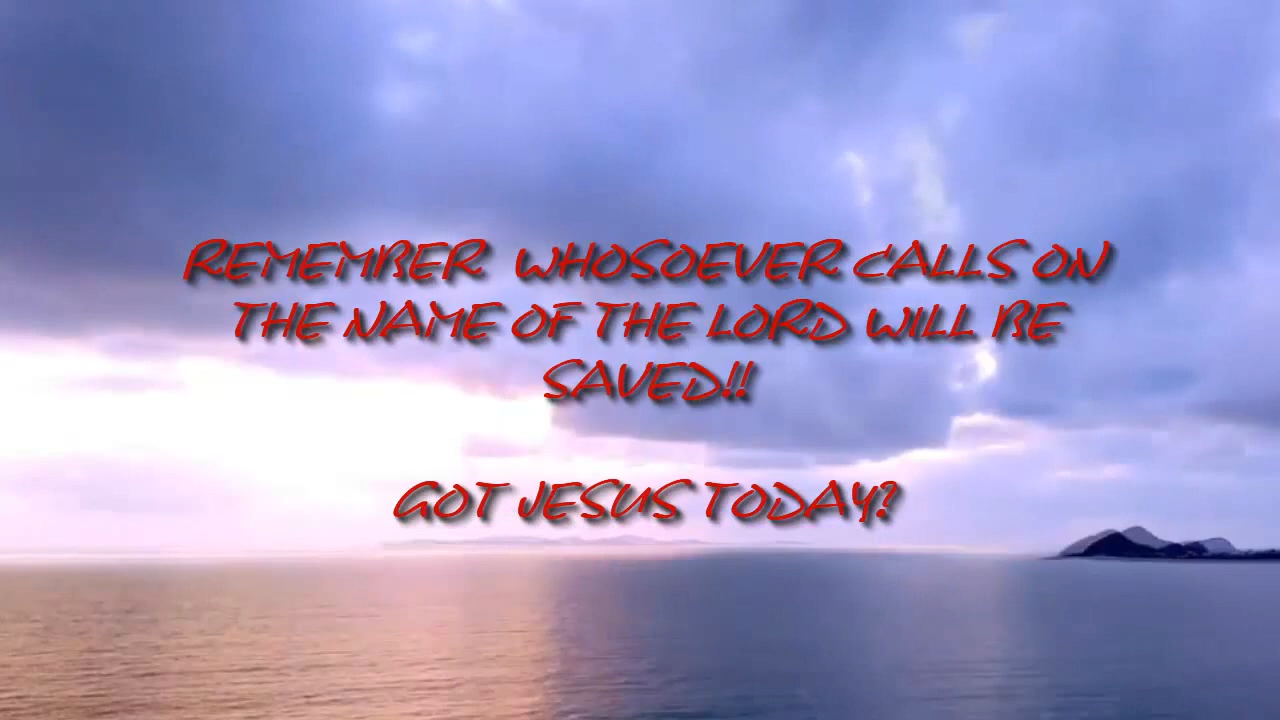 REMEMBER WHOSOEVER CALLS ON
THE NAME OF THE LORD WILL BE
SAVED!!
GOT JESUS TODAY?